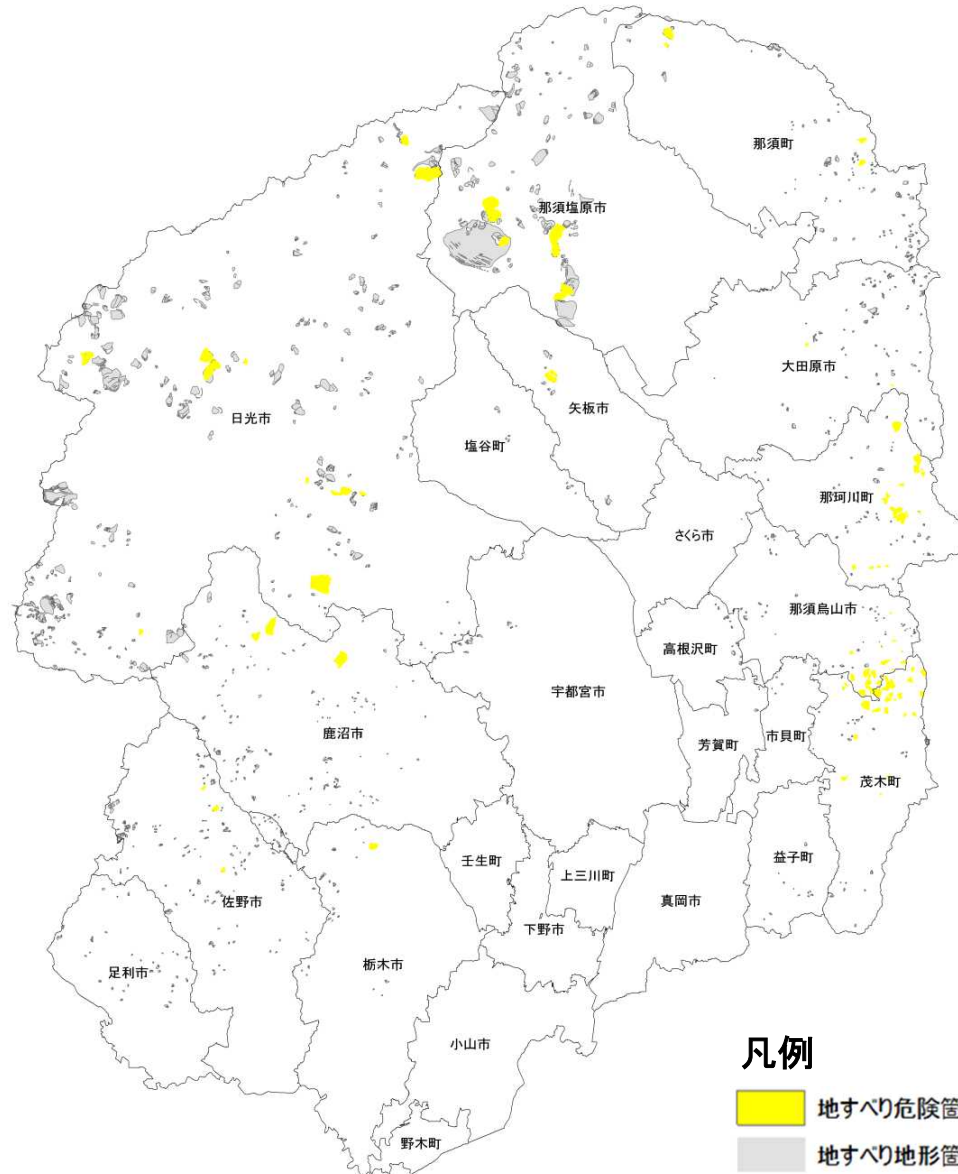 那須町
那須塩原市
大田原市
日光市
矢板市
塩谷町
那珂川町
さくら市
那須烏山市
高根沢町
宇都宮市
鹿沼市
芳賀町
市貝町
茂木町
壬生町
上三川町
益子町
真岡市
佐野市
下野市
栃木市
足利市
小山市
野木町
凡例
地すべり危険箇
地すべり地形箇